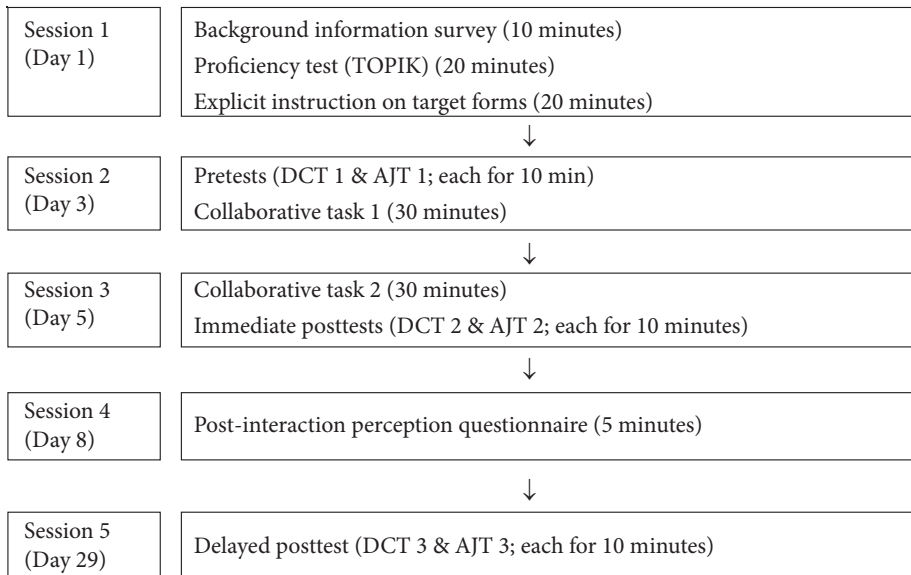 Session 1
(Day 1)
Background information survey (10 minutes)
Proficiency test (TOPIK) (20 minutes)
Explicit instruction on target forms (20 minutes)
↓
Session 2
(Day 3)
Pretests (DCT 1 & AJT 1; each for 10 min)
Collaborative task 1 (30 minutes)
↓
Session 3
(Day 5)
Collaborative task 2 (30 minutes)
Immediate posttests (DCT 2 & AJT 2; each for 10 minutes)
↓
Session 4
(Day 8)
Post-interaction perception questionnaire (5 minutes)
↓
Session 5
(Day 29)
Delayed posttest (DCT 3 & AJT 3; each for 10 minutes)